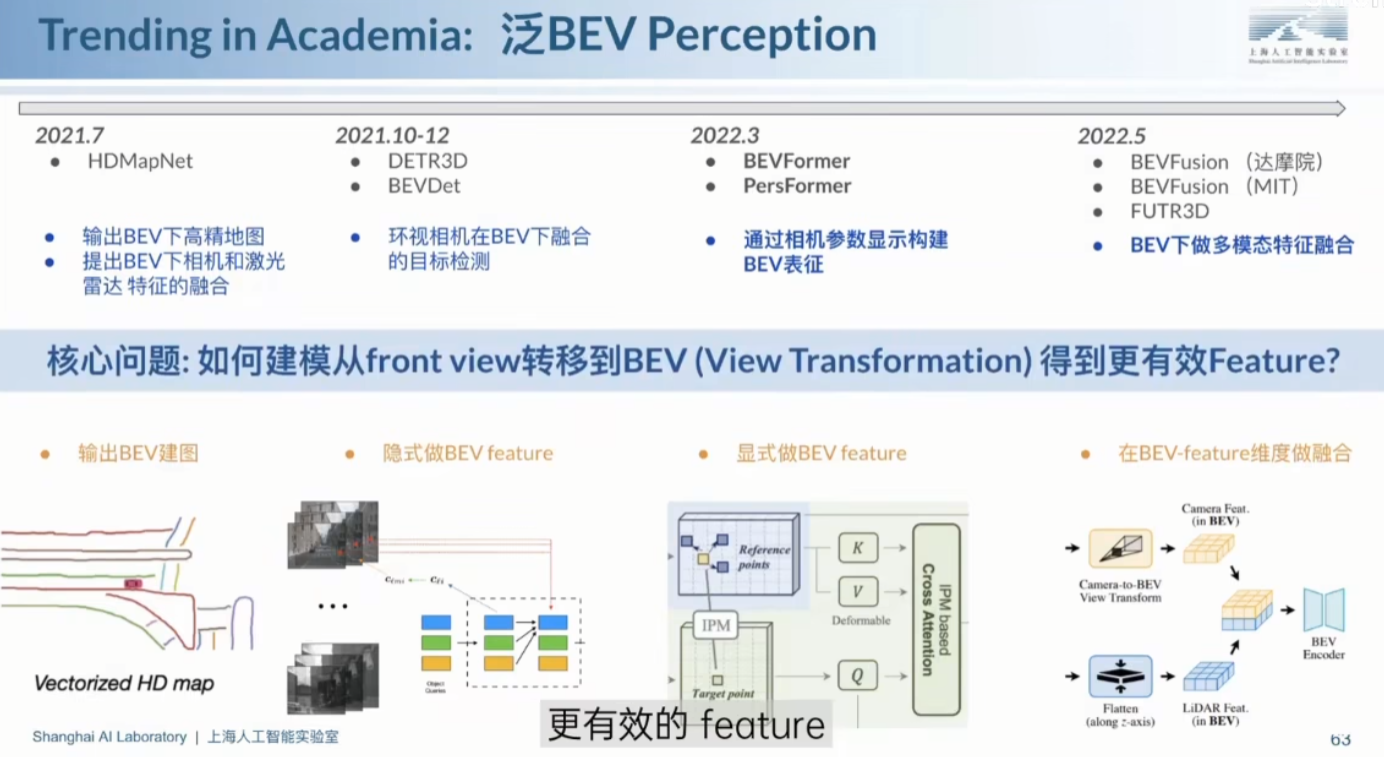 Trending in Academia: 泛BEV Perception
上海人工智能实验室
Shanghai Artificial Intelligence Laboratory
2021.7
HDMapNet
输出BEV下高精地图
提出BEV下相机和激光
雷达 特征的融合
2021.10-12
DETR3D
BEVDet
环视相机在BEV下融合
的目标检测
2022.3
BEVFormer
PersFormer
通过相机参数显示构建
BEV表征
2022.5
BEVFusion （达摩院）
BEVFusion （MIT）
FUTR3D
BEV下做多模态特征融合
核心问题: 如何建模从front view转移到BEV (View Transformation) 得到更有效Feature?
输出BEV建图
Vectorized HD map
隐式做BEV feature
Object
Queries
显式做BEV feature
Reference
points
K
V
Deformable
IPM
Q
Target point
IPM based
Cross Attention
在BEV-feature维度做融合
Camera Feat.
(in BEV)
Camera-to-BEV
View Transform
BEV
Encoder
Flatten
(along z-axis)
LiDAR Feat.
(in BEV)
更有效的 feature
Shanghai AI Laboratory | 上海人工智能实验室
63